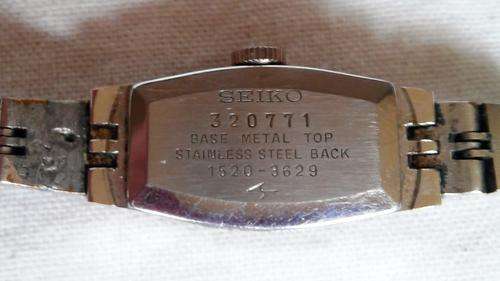 SEIKO
320771
BASE METAL TOP
STAINLESS STEEL BACK
1520-3629